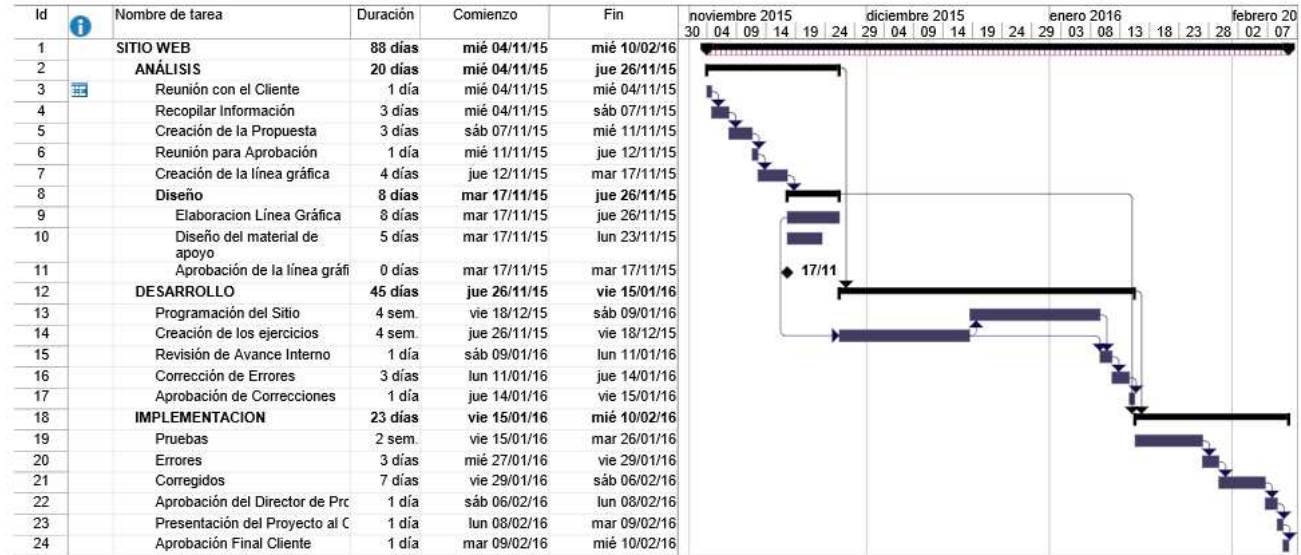 Id Nombre de tarea Duración Comienzo Fin noviembre 2015 diciembre 2015 enero 2016 febrero 20
30 04 09 14 19 24 29 04 09 14 19 24 29 03 08 13 18 23 28 02 07
1 SITIO WEB 88 días mié 04/11/15 mié 10/02/16
2 ANÁLISIS 20 días mié 04/11/15 jue 26/11/15
3 Reunión con el Cliente 1 día mié 04/11/15 mié 04/11/15
4 Recopilar Información 3 días mié 04/11/15 sáb 07/11/15
5 Creación de la Propuesta 3 días sáb 07/11/15 mié 11/11/15
6 Reunión para Aprobación 1 día mié 11/11/15 jue 12/11/15
7 Creación de la línea gráfica 4 días jue 12/11/15 mar 17/11/15
8 Diseño 8 días mar 17/11/15 jue 26/11/15
9 Elaboracion Línea Gráfica 8 días mar 17/11/15 jue 26/11/15
10 Diseño del material de 5 días mar 17/11/15 lun 23/11/15
apoyo
11 Aprobación de la línea gráfi 0 días mar 17/11/15 mar 17/11/15 17/11
12 DESARROLLO 45 días jue 26/11/15 vie 15/01/16
13 Programación del Sitio 4 sem. vie 18/12/15 sáb 09/01/16
14 Creación de los ejercicios 4 sem. jue 26/11/15 vie 18/12/15
15 Revisión de Avance Interno 1 día sáb 09/01/16 lun 11/01/16
16 Corrección de Errores 3 días lun 11/01/16 jue 14/01/16
17 Aprobación de Correcciones 1 día jue 14/01/16 vie 15/01/16
18 IMPLEMENTACION 23 días vie 15/01/16 mié 10/02/16
19 Pruebas 2 sem. vie 15/01/16 mar 26/01/16
20 Errores 3 días mié 27/01/16 vie 29/01/16
21 Corregidos 7 días vie 29/01/16 sáb 06/02/16
22 Aprobación del Director de Prc 1 día sáb 06/02/16 lun 08/02/16
23 Presentación del Proyecto al C 1 día lun 08/02/16 mar 09/02/16
24 Aprobación Final Cliente 1 día mar 09/02/16 mié 10/02/16